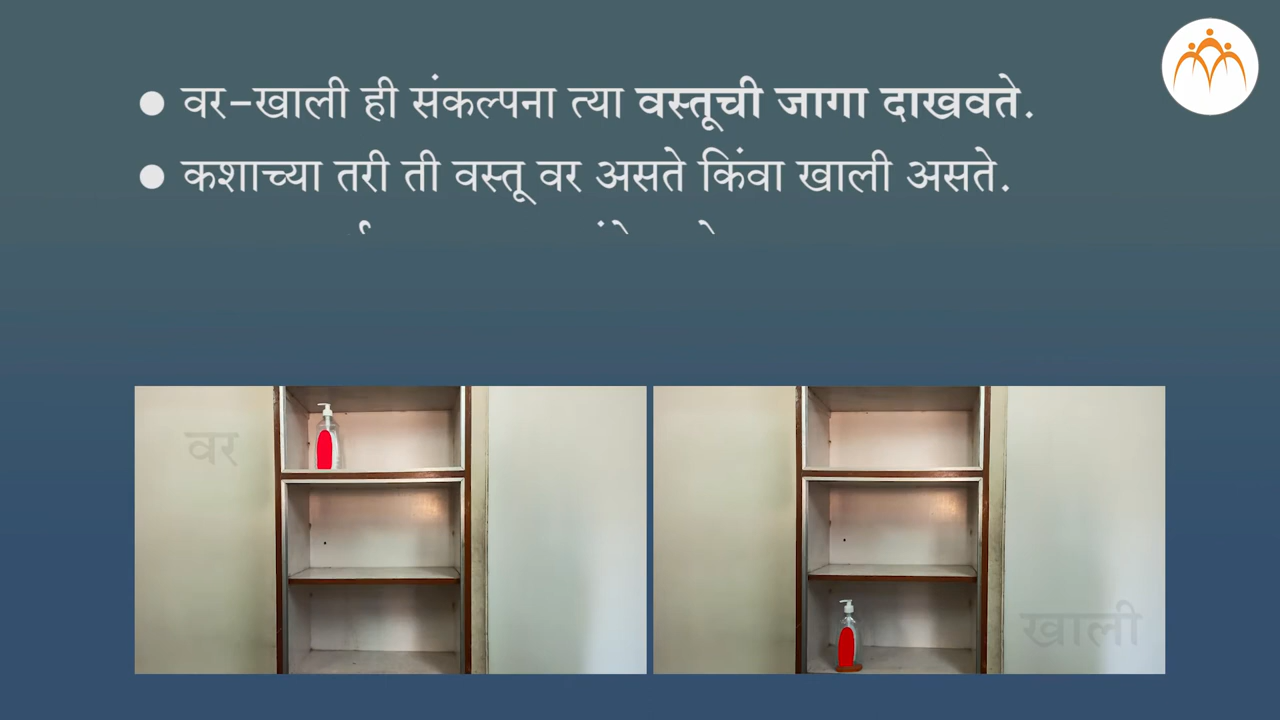 वर-खाली ही संकल्पना त्या वस्तूची जागा दाखवते.
कशाच्या तरी ती वस्तू वर असते किंवा खाली असते.
वर
खाली